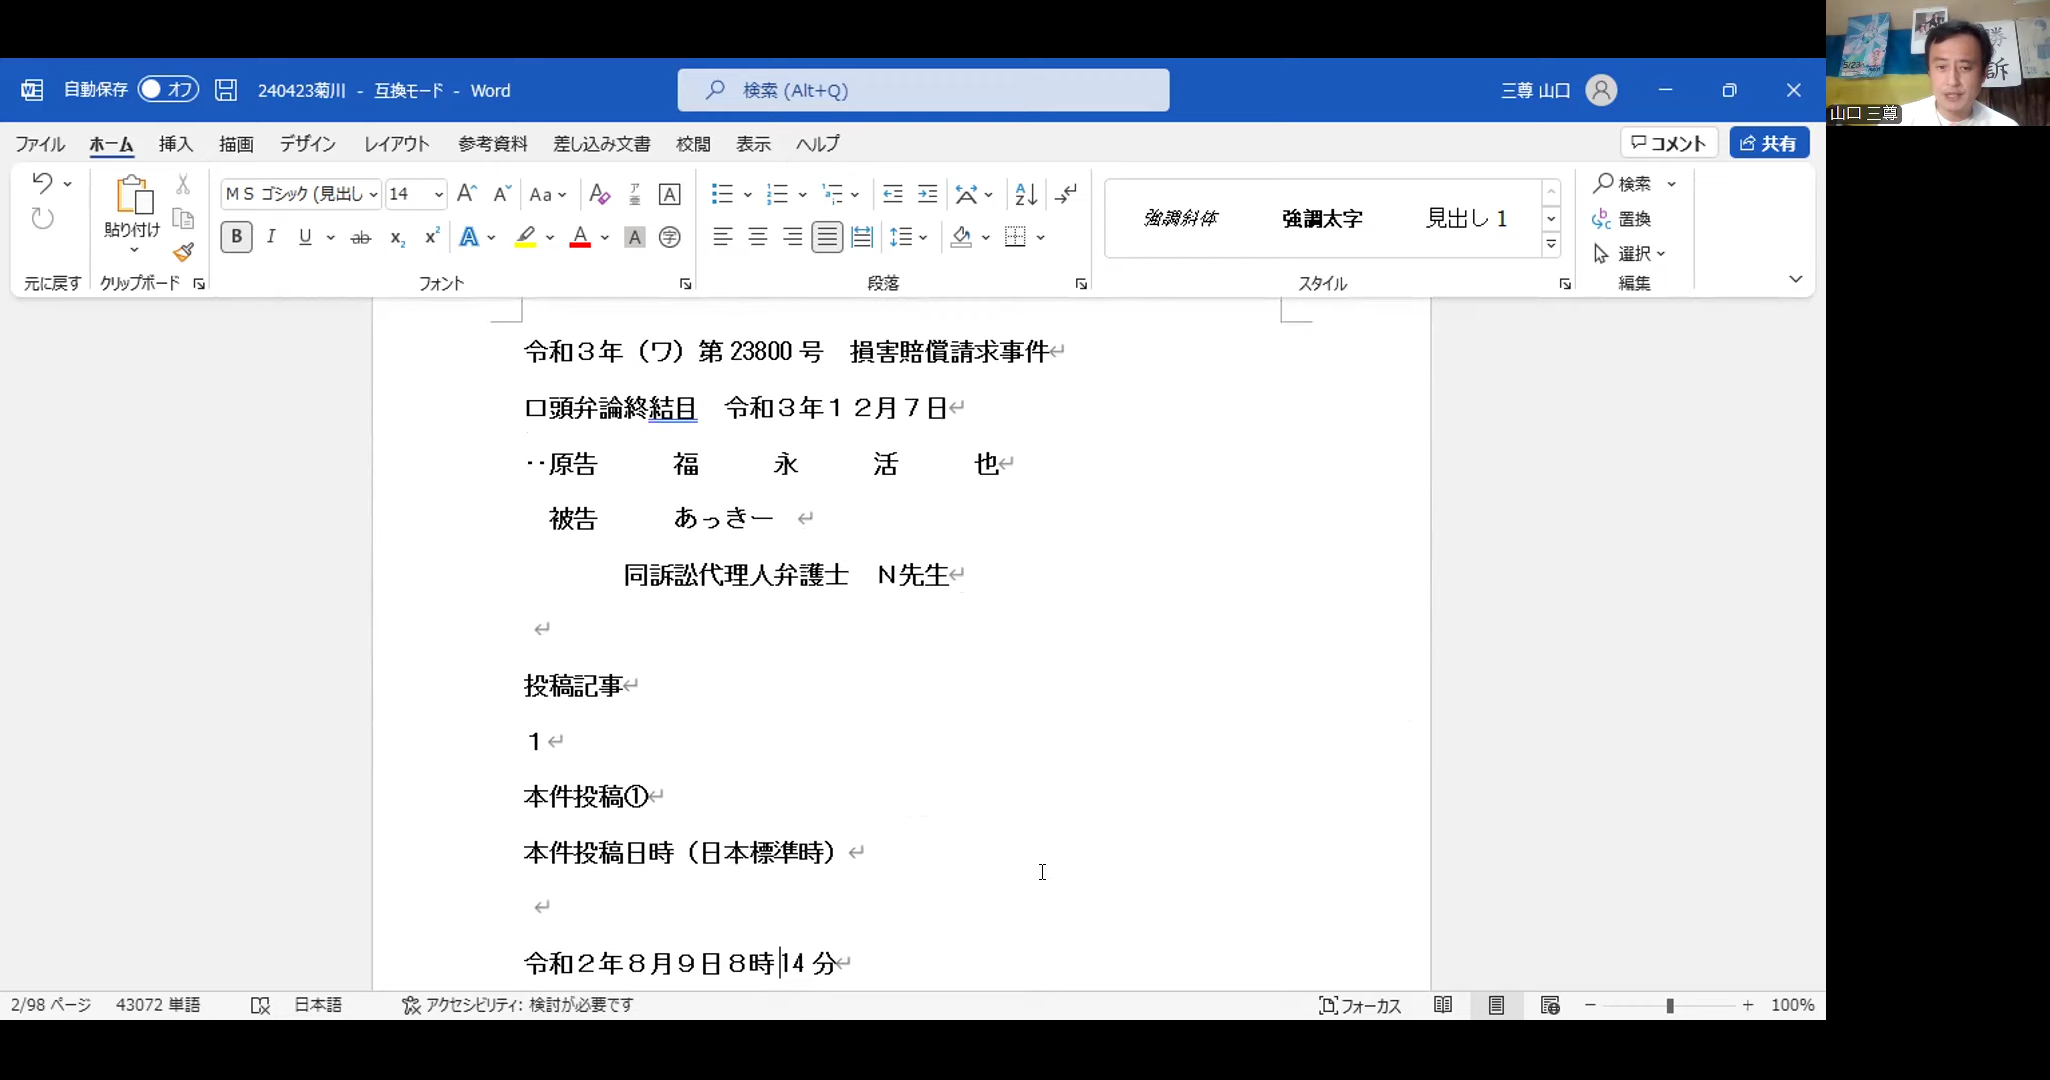 自動保存 オフ 240423菊川 - 互換モード - Word 検索 (Alt+Q) 三尊 山口
ファイル ホーム 挿入 描画 デザイン レイアウト 参考資料 差し込み文書 校閲 表示 ヘルプ コメント 共有
貼り付け ＭＳ ゴシック (見出し 14 Aa 強調斜体 強調太字 見出し 1 検索
置換
選択
元に戻す クリップボード フォント 段落 スタイル 編集
令和３年（ワ）第 23800 号　損害賠償請求事件
口頭弁論終結目　令和３年１２月７日
‥原告　　　福　　　永　　　活　　　也
被告　　　あっきー
同訴訟代理人弁護士　Ｎ先生
投稿記事
１
本件投稿①
本件投稿日時（日本標準時）
令和２年８月９日８時 14 分
2/98 ページ 43072 単語 日本語 アクセシビリティ: 検討が必要です フォーカス 100%
勝
訴
山口 三尊